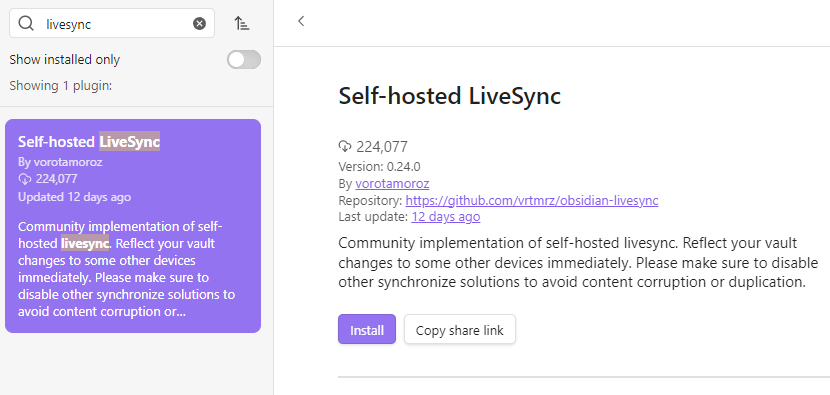 livesync
Show installed only
Showing 1 plugin:
Self-hosted LiveSync
By vorotamoroz
224,077
Updated 12 days ago
Community implementation of self-
hosted livesync. Reflect your vault
changes to some other devices
immediately. Please make sure to
disable other synchronize solutions to
avoid content corruption or...
Self-hosted LiveSync
224,077
Version: 0.24.0
By vorotamoroz
Repository: https://github.com/vrtmrz/obsidian-livesync
Last update: 12 days ago
Community implementation of self-hosted livesync. Reflect your vault
changes to some other devices immediately. Please make sure to disable
other synchronize solutions to avoid content corruption or duplication.
Install
Copy share link